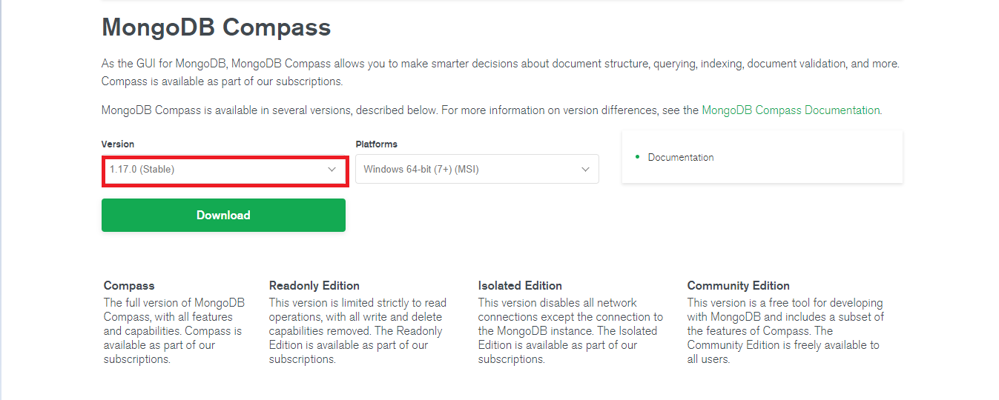 MongoDB Compass
As the GUI for MongoDB, MongoDB Compass allows you to make smarter decisions about document structure, querying, indexing, document validation, and more.
Compass is available as part of our subscriptions.
MongoDB Compass is available in several versions, described below. For more information on version differences, see the MongoDB Compass Documentation.
Version
Platforms
1.17.0 (Stable)
Windows 64-bit (7+) (MSI)
Documentation
Download
Compass
The full version of MongoDB
Compass, with all features
and capabilities. Compass is
available as part of our
subscriptions.
Readonly Edition
This version is limited strictly to read
operations, with all write and delete
capabilities removed. The Readonly
Edition is available as part of our
subscriptions.
Isolated Edition
This version disables all network
connections except the connection to
the MongoDB instance. The Isolated
Edition is available as part of our
subscriptions.
Community Edition
This version is a free tool for developing
with MongoDB and includes a subset of
the features of Compass. The
Community Edition is freely available to
all users.